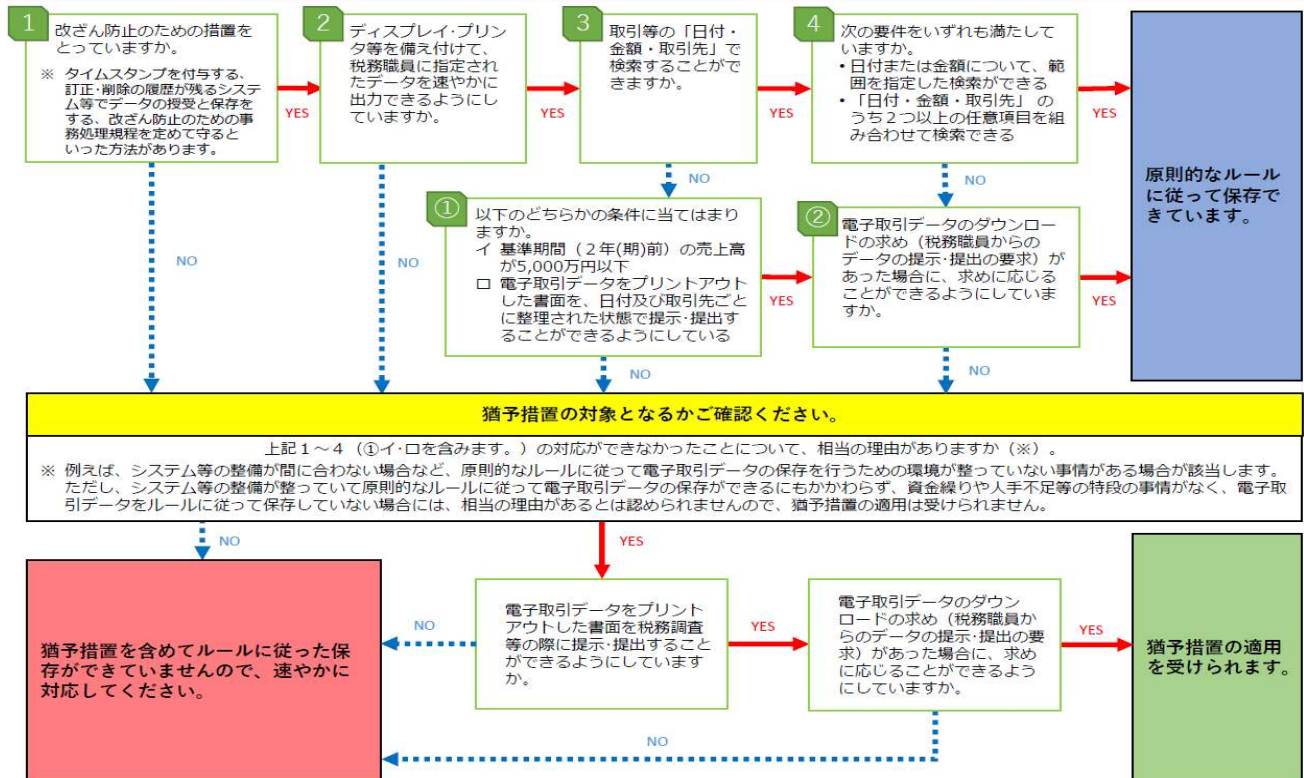 1
改ざん防止のための措置を
とっていますか。
※ タイムスタンプを付与する、
訂正･削除の履歴が残るシステ
ム等でデータの授受と保存を
する、改ざん防止のための事
務処理規程を定めて守ると
いった方法があります。
YES
2
ディスプレイ･プリン
タ等を備え付けて、
税務職員に指定され
たデータを速やかに
出力できるようにし
ていますか。
YES
3
取引等の「日付・
金額・取引先」で
検索することがで
きますか。
YES
4
次の要件をいずれも満たして
いますか。
• 日付または金額について、範
囲を指定した検索ができる
• 「日付・金額・取引先」 の
うち２つ以上の任意項目を組
み合わせて検索できる
YES
原則的なルール
に従って保存で
きています。
NO
NO
NO
NO
①
以下のどちらかの条件に当てはまり
ますか。
イ 基準期間（２年(期)前）の売上高
が5,000万円以下
ロ 電子取引データをプリントアウト
した書面を、日付及び取引先ごと
に整理された状態で提示･提出す
ることができるようにしている
YES
②
電子取引データのダウンロー
ドの求め（税務職員からの
データの提示･提出の要求）が
あった場合に、求めに応じる
ことができるようにしていま
すか。
YES
NO
NO
猶予措置の対象となるかご確認ください。
上記１～４（①イ･ロを含みます。）の対応ができなかったことについて、相当の理由がありますか（※）。
※ 例えば、システム等の整備が間に合わない場合など、原則的なルールに従って電子取引データの保存を行うための環境が整っていない事情がある場合が該当します。
ただし、システム等の整備が整っていて原則的なルールに従って電子取引データの保存ができるにもかかわらず、資金繰りや人手不足等の特段の事情がなく、電子取
引データをルールに従って保存していない場合には、相当の理由があるとは認められませんので、猶予措置の適用は受けられません。
NO
YES
猶予措置を含めてルールに従った
保存ができていませんので、速やかに
対応してください。
NO
電子取引データをプリント
アウトした書面を税務調査
等の際に提示･提出すること
ができるようにしています
か。
YES
電子取引データのダウン
ロードの求め（税務職員か
らのデータの提示･提出の要
求）があった場合に、求め
に応じることができるよう
にしていますか。
YES
猶予措置の適用
を受けられます。
NO